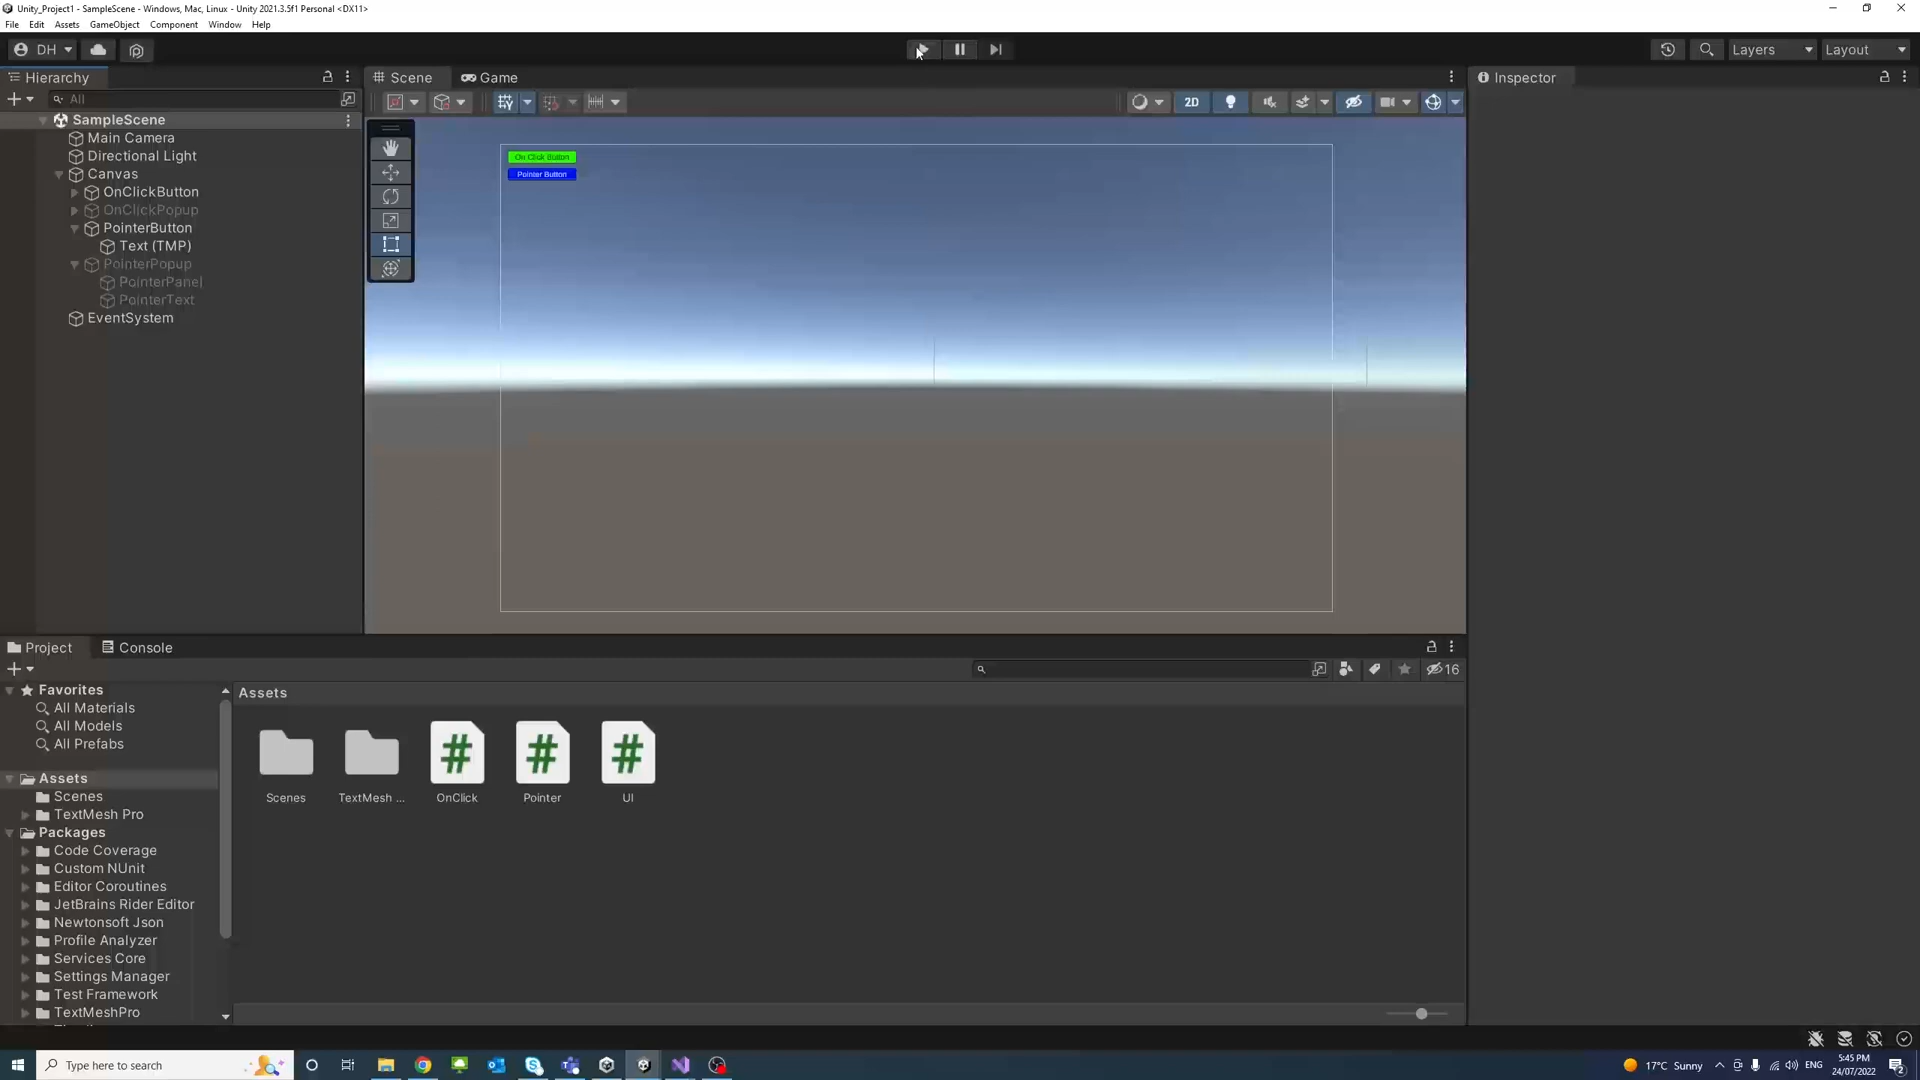 Unity_Project1 - SampleScene - Windows, Mac, Linux - Unity 2021.3.5f1 Personal <DX11>
File Edit Assets GameObject Component Window Help
DH
Layers
Layout
Hierarchy
Scene
Game
Inspector
All
2D
SampleScene
Main Camera
Directional Light
Canvas
OnClickButton
OnClickPopup
PointerButton
Text (TMP)
PointerPopup
PointerPanel
PointerText
EventSystem
On Click Button
Pointer Button
Project
Console
16
Favorites
All Materials
All Models
All Prefabs
Assets
Scenes
TextMesh Pro
Packages
Code Coverage
Custom NUnit
Editor Coroutines
JetBrains Rider Editor
Newtonsoft Json
Profile Analyzer
Services Core
Settings Manager
Test Framework
TextMeshPro
Assets
#
#
#
Scenes
TextMesh ...
OnClick
Pointer
UI
Type here to search
17°C Sunny
ENG
5:45 PM
24/07/2022
2